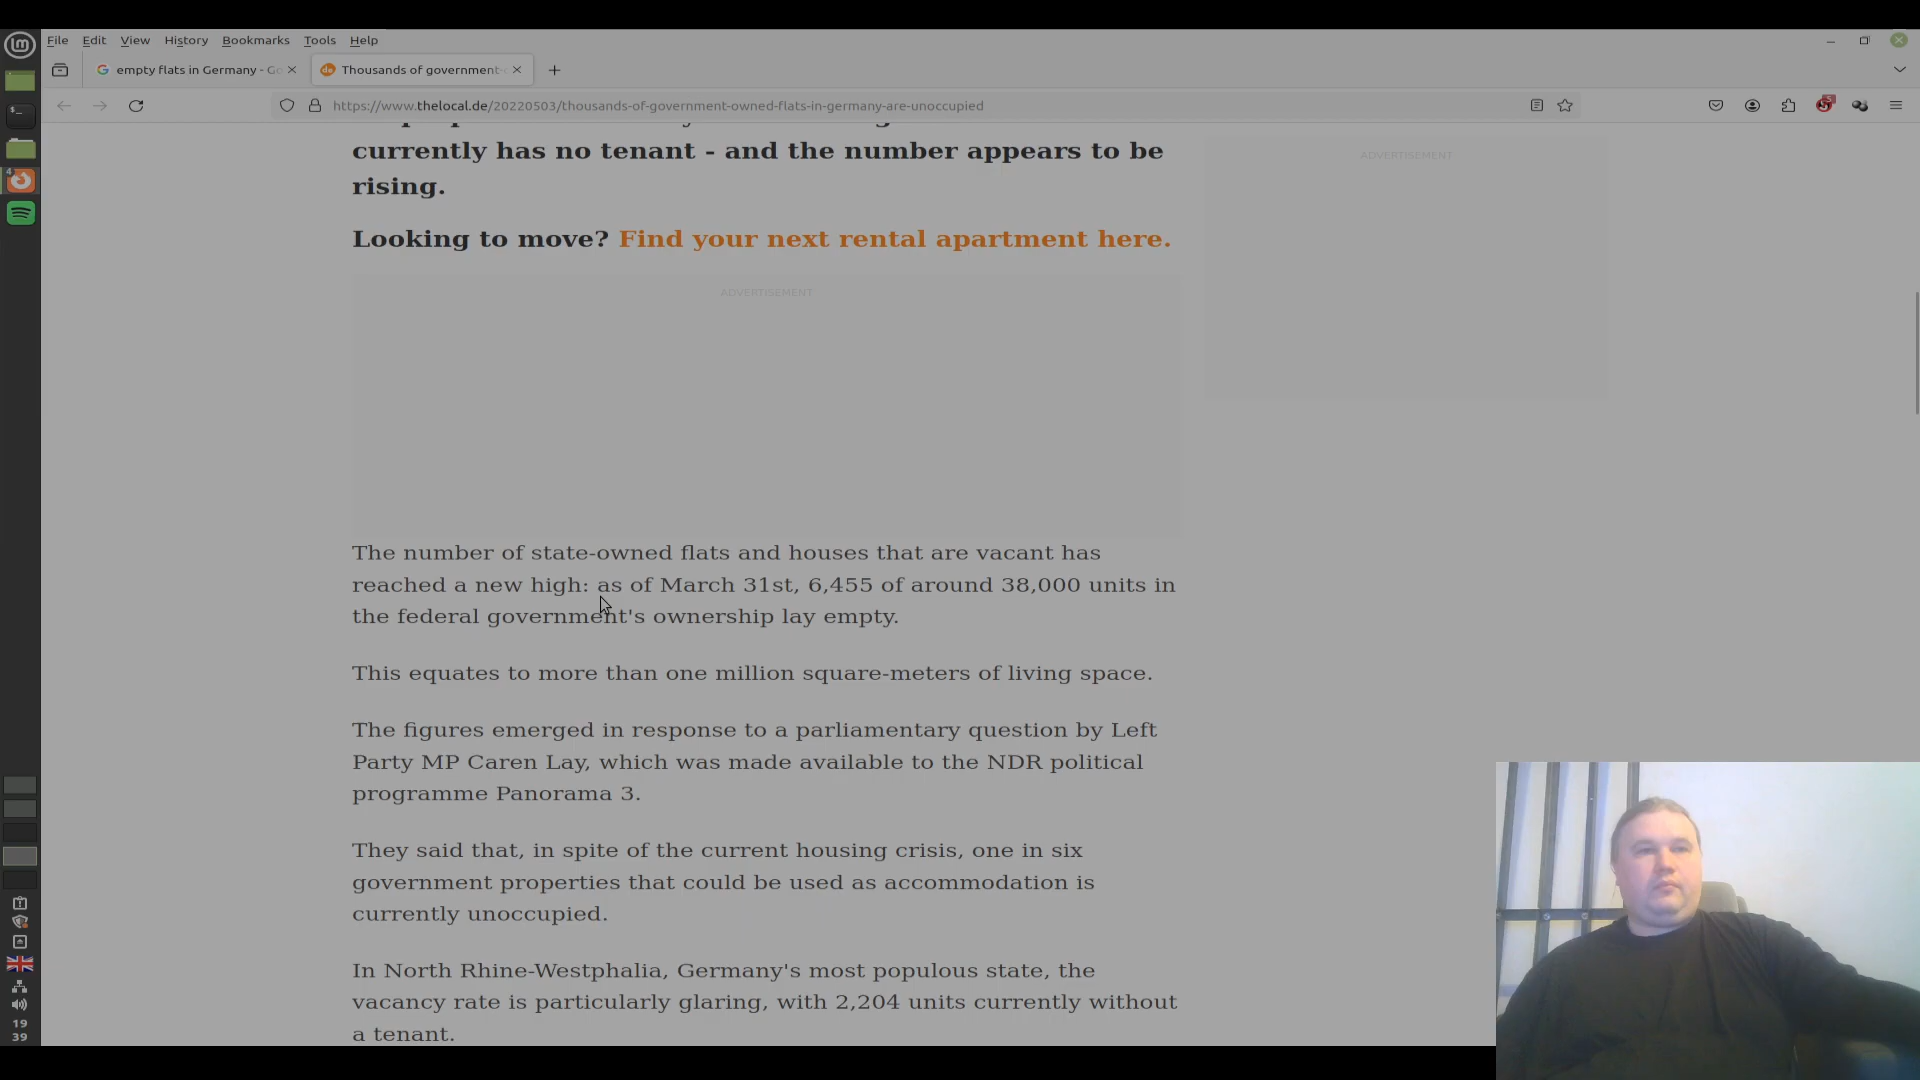 File Edit View History Bookmarks Tools Help
empty flats in Germany - Go
Thousands of government-
https://www.thelocal.de/20220503/thousands-of-government-owned-flats-in-germany-are-unoccupied
currently has no tenant - and the number appears to be
rising.
ADVERTISEMENT
Looking to move? Find your next rental apartment here.
ADVERTISEMENT
The number of state-owned flats and houses that are vacant has
reached a new high: as of March 31st, 6,455 of around 38,000 units in
the federal government's ownership lay empty.
This equates to more than one million square-meters of living space.
The figures emerged in response to a parliamentary question by Left
Party MP Caren Lay, which was made available to the NDR political
programme Panorama 3.
They said that, in spite of the current housing crisis, one in six
government properties that could be used as accommodation is
currently unoccupied.
In North Rhine-Westphalia, Germany's most populous state, the
vacancy rate is particularly glaring, with 2,204 units currently without
a tenant.
19
39